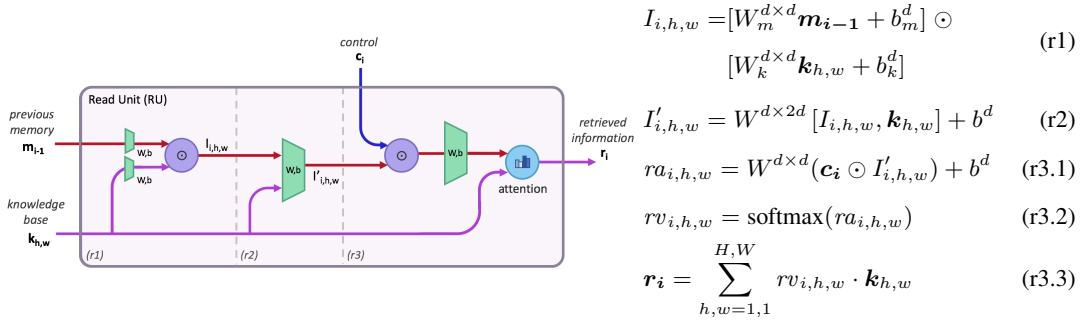 control
c_i
Read Unit (RU)
previous
memory
m_{i-1}
W,b
W,b
⊙
I_{i,h,w}
W,b
I'_{i,h,w}
⊙
W,b
attention
retrieved
information
r_i
knowledge
base
k_{h,w}
(r1)
(r2)
(r3)
I_{i,h,w} =[W_m^{d×d} m_{i-1} + b_m^d] ⊙
[W_k^{d×d} k_{h,w} + b_k^d]
(r1)
I'_{i,h,w} = W^{d×2d} [I_{i,h,w}, k_{h,w}] + b^d (r2)
ra_{i,h,w} = W^{d×d}(c_i ⊙ I'_{i,h,w}) + b^d (r3.1)
rv_{i,h,w} = softmax(ra_{i,h,w}) (r3.2)
r_i = \sum_{h,w=1,1}^{H,W} rv_{i,h,w} · k_{h,w} (r3.3)